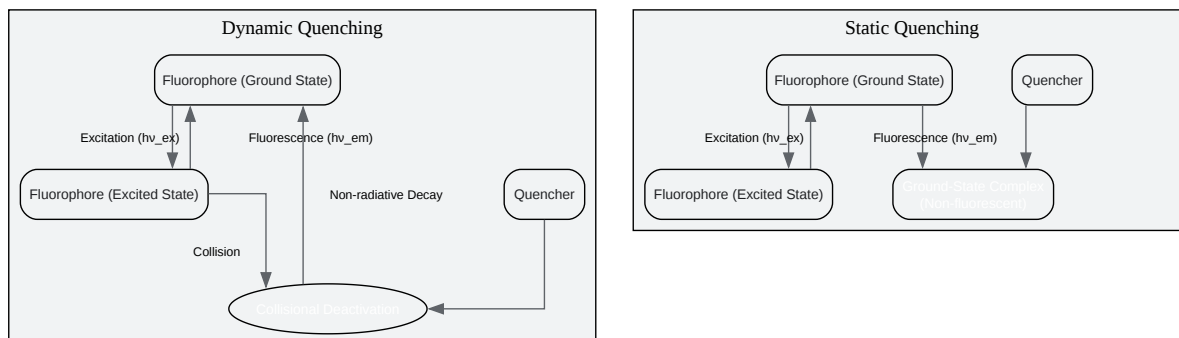 Dynamic Quenching
Fluorophore (Ground State)
Excitation (hν_ex)
Fluorescence (hν_em)
Fluorophore (Excited State)
Non-radiative Decay
Quencher
Collision
Collisional Deactivation
Static Quenching
Fluorophore (Ground State)
Quencher
Excitation (hν_ex)
Fluorescence (hν_em)
Fluorophore (Excited State)
Ground-State Complex
(Non-fluorescent)